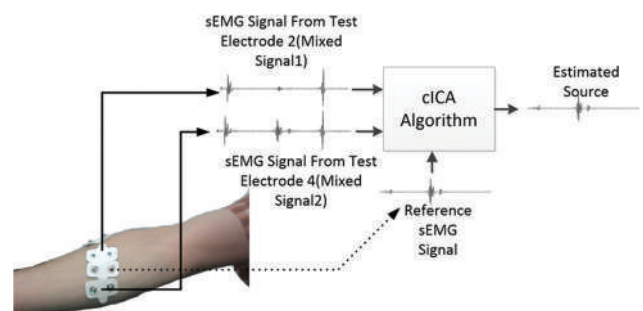 sEMG Signal From Test
Electrode 2(Mixed
Signal1)
sEMG Signal From Test
Electrode 4(Mixed
Signal2)
cICA
Algorithm
Estimated
Source
Reference
sEMG
Signal